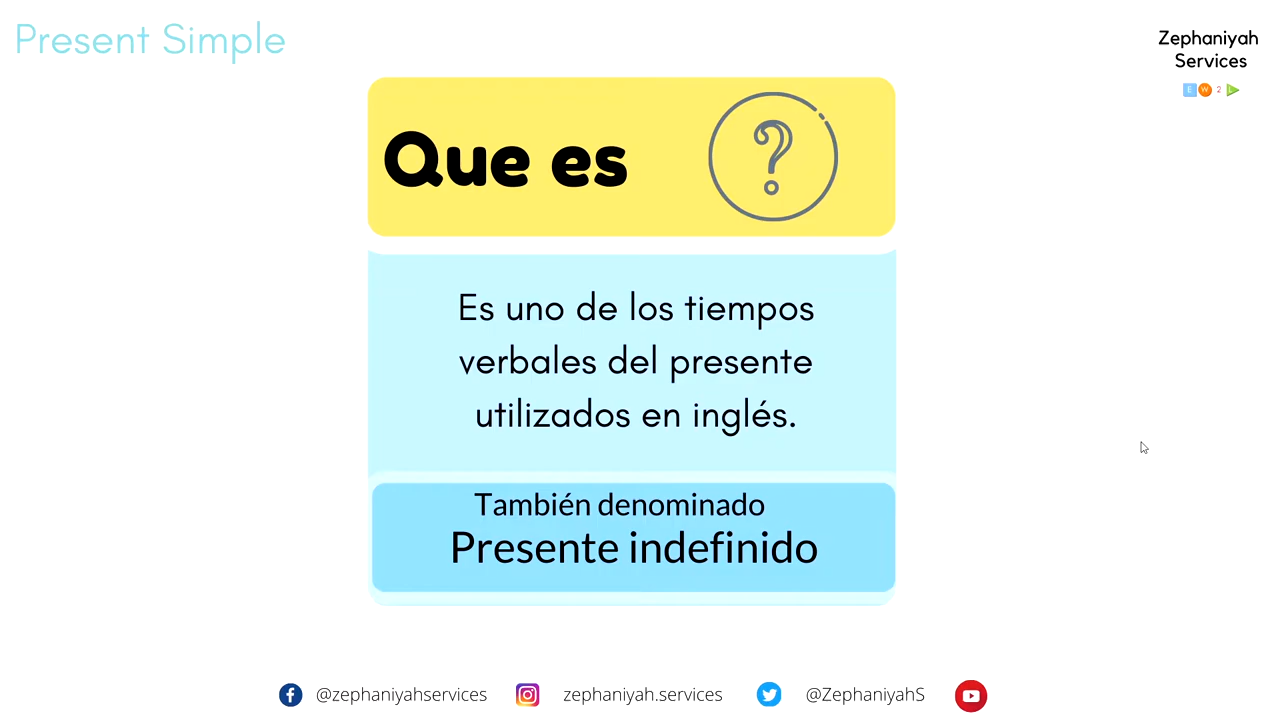 Present Simple
Zephaniyah
Services
E W 2
Que es ?
Es uno de los tiempos
verbales del presente
utilizados en inglés.
También denominado
Presente indefinido
@zephaniyahservices zephaniyah.services @ZephaniyahS